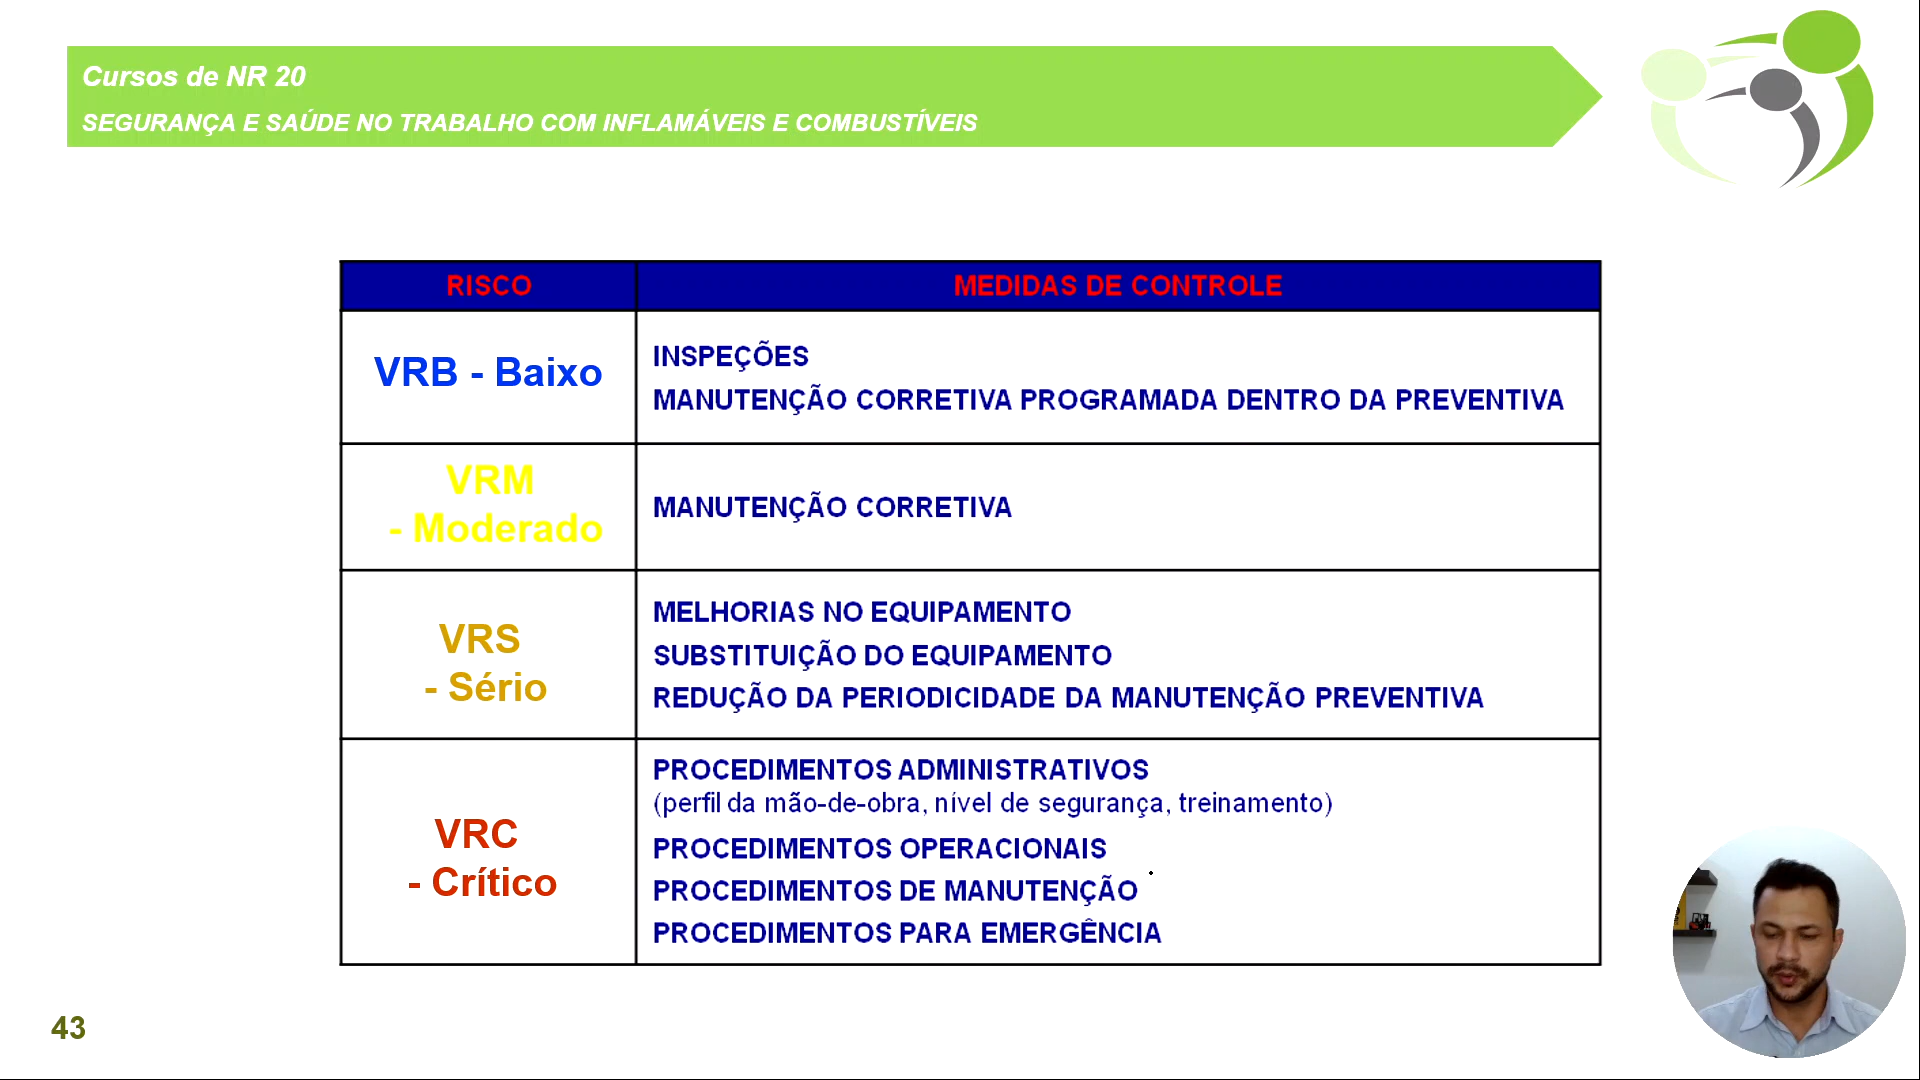 Cursos de NR 20
SEGURANÇA E SAÚDE NO TRABALHO COM INFLAMÁVEIS E COMBUSTÍVEIS
RISCO
MEDIDAS DE CONTROLE
VRB - Baixo
INSPEÇÕES
MANUTENÇÃO CORRETIVA PROGRAMADA DENTRO DA PREVENTIVA
VRM
- Moderado
MANUTENÇÃO CORRETIVA
VRS
- Sério
MELHORIAS NO EQUIPAMENTO
SUBSTITUIÇÃO DO EQUIPAMENTO
REDUÇÃO DA PERIODICIDADE DA MANUTENÇÃO PREVENTIVA
VRC
- Crítico
PROCEDIMENTOS ADMINISTRATIVOS
(perfil da mão-de-obra, nível de segurança, treinamento)
PROCEDIMENTOS OPERACIONAIS
PROCEDIMENTOS DE MANUTENÇÃO
PROCEDIMENTOS PARA EMERGÊNCIA
43